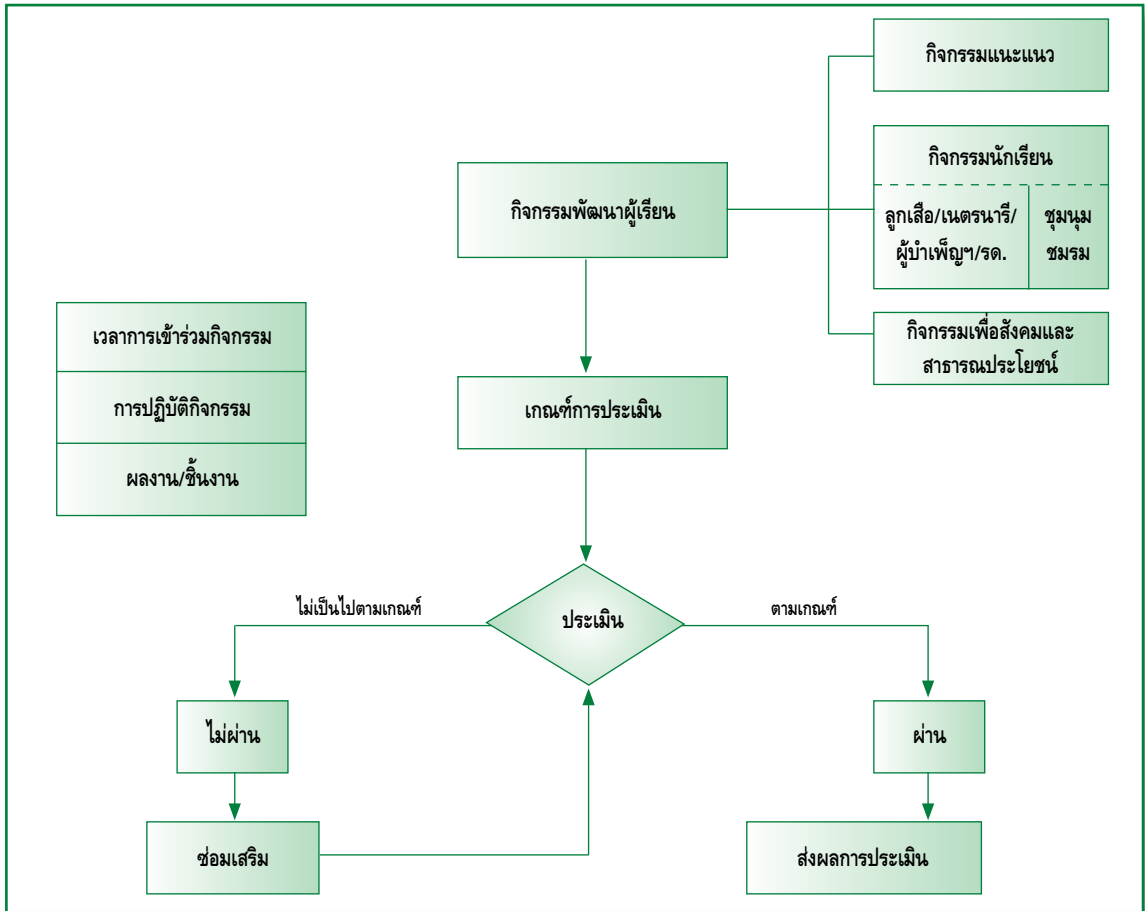 กิจกรรมแนะแนว
กิจกรรมนักเรียน
กิจกรรมพัฒนาผู้เรียน
ลูกเสือ/เนตรนารี/
ผู้บำเพ็ญฯ/รด.
ชุมนุม
ชมรม
กิจกรรมเพื่อสังคมและ
สาธารณประโยชน์
เวลาการเข้าร่วมกิจกรรม
การปฏิบัติกิจกรรม
ผลงาน/ชิ้นงาน
เกณฑ์การประเมิน
ไม่เป็นไปตามเกณฑ์
ประเมิน
ตามเกณฑ์
ไม่ผ่าน
ผ่าน
ซ่อมเสริม
ส่งผลการประเมิน